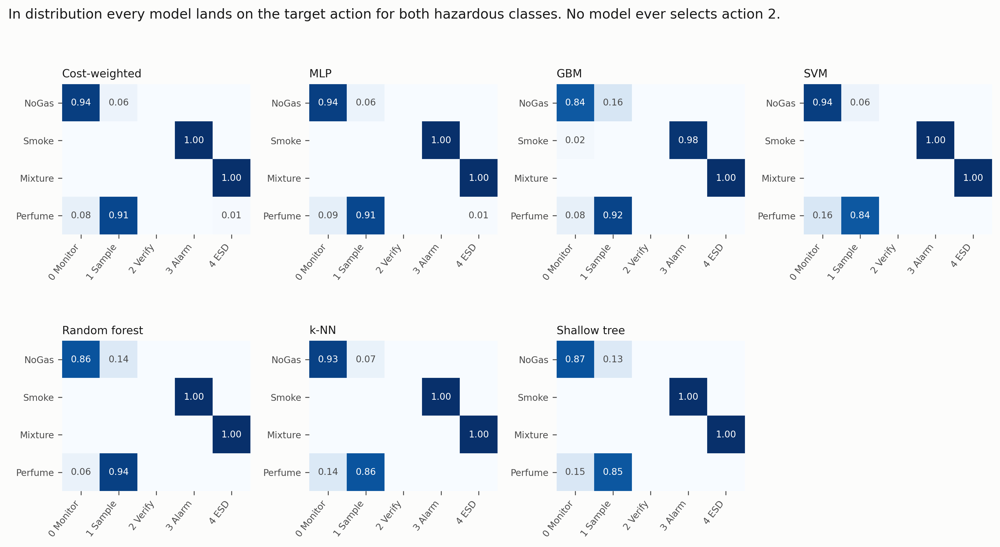 In distribution every model lands on the target action for both hazardous classes. No model ever selects action 2.
Cost-weighted
NoGas
0.94
0.06
Smoke
1.00
Mixture
1.00
Perfume
0.08
0.91
0.01
0 Monitor
1 Sample
2 Verify
3 Alarm
4 ESD
MLP
NoGas
0.94
0.06
Smoke
1.00
Mixture
1.00
Perfume
0.09
0.91
0.01
0 Monitor
1 Sample
2 Verify
3 Alarm
4 ESD
GBM
NoGas
0.84
0.16
Smoke
0.02
0.98
Mixture
1.00
Perfume
0.08
0.92
0 Monitor
1 Sample
2 Verify
3 Alarm
4 ESD
SVM
NoGas
0.94
0.06
Smoke
1.00
Mixture
1.00
Perfume
0.16
0.84
0 Monitor
1 Sample
2 Verify
3 Alarm
4 ESD
Random forest
NoGas
0.86
0.14
Smoke
1.00
Mixture
1.00
Perfume
0.06
0.94
0 Monitor
1 Sample
2 Verify
3 Alarm
4 ESD
k-NN
NoGas
0.93
0.07
Smoke
1.00
Mixture
1.00
Perfume
0.14
0.86
0 Monitor
1 Sample
2 Verify
3 Alarm
4 ESD
Shallow tree
NoGas
0.87
0.13
Smoke
1.00
Mixture
1.00
Perfume
0.15
0.85
0 Monitor
1 Sample
2 Verify
3 Alarm
4 ESD